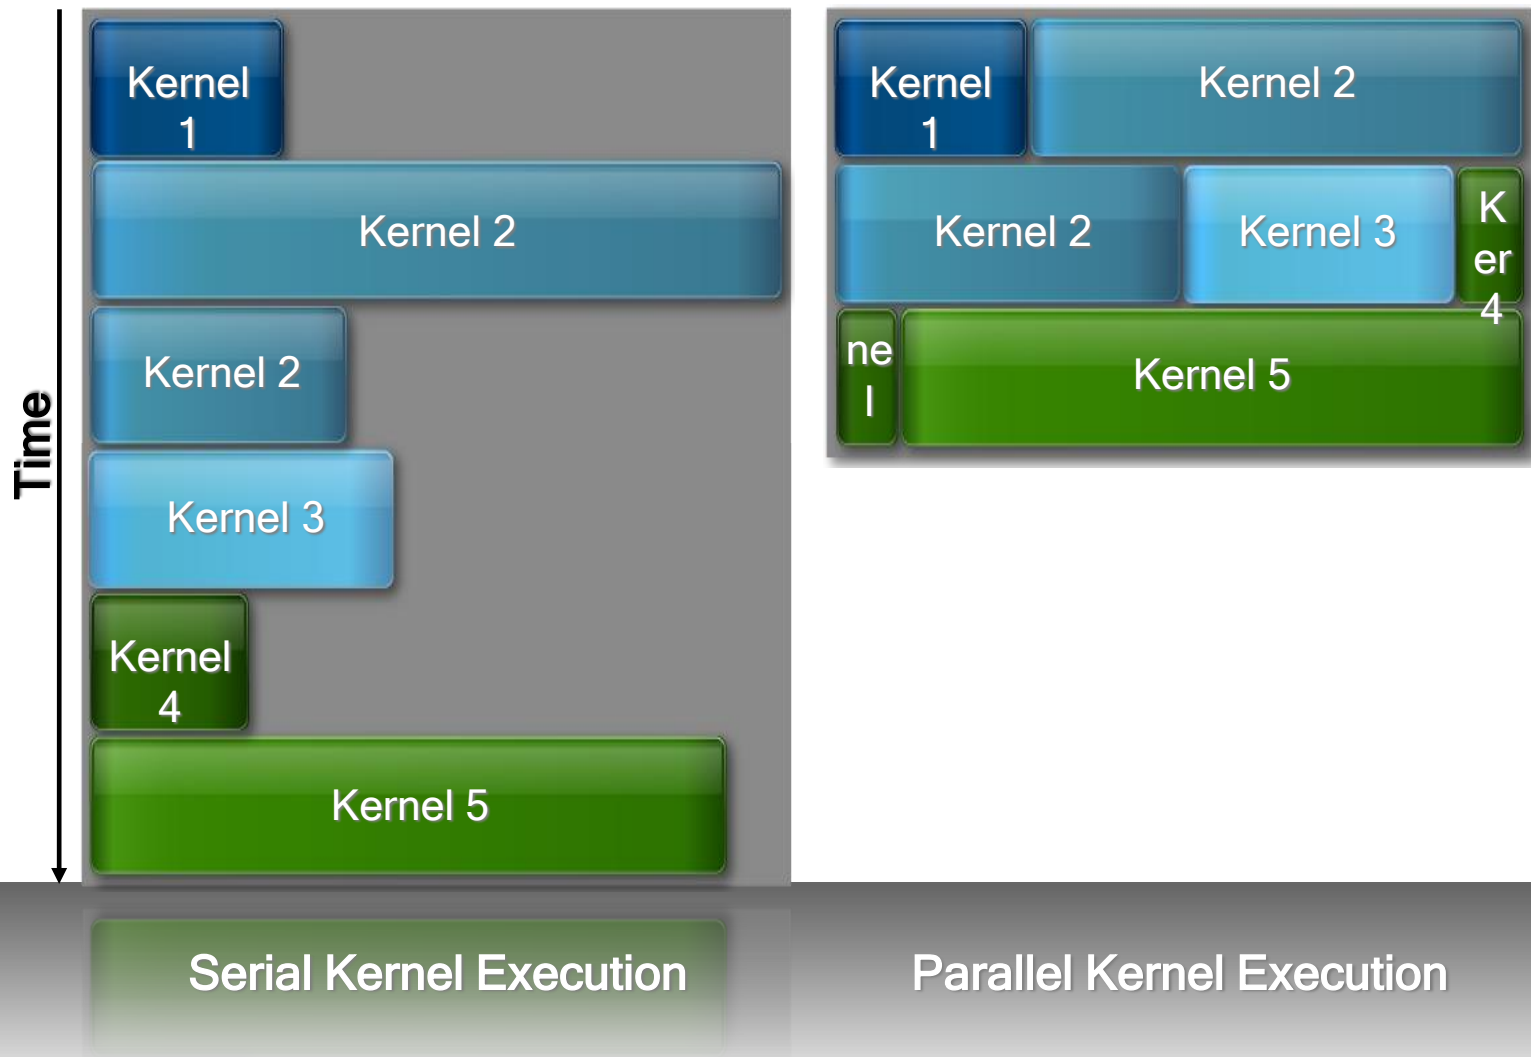 Time
Kernel
1
Kernel 2
Kernel 2
Kernel 3
Kernel
4
Kernel 5
Serial Kernel Execution
Kernel
1
Kernel 2
Kernel 2
Kernel 3
K
er
4
ne
l
Kernel 5
Parallel Kernel Execution